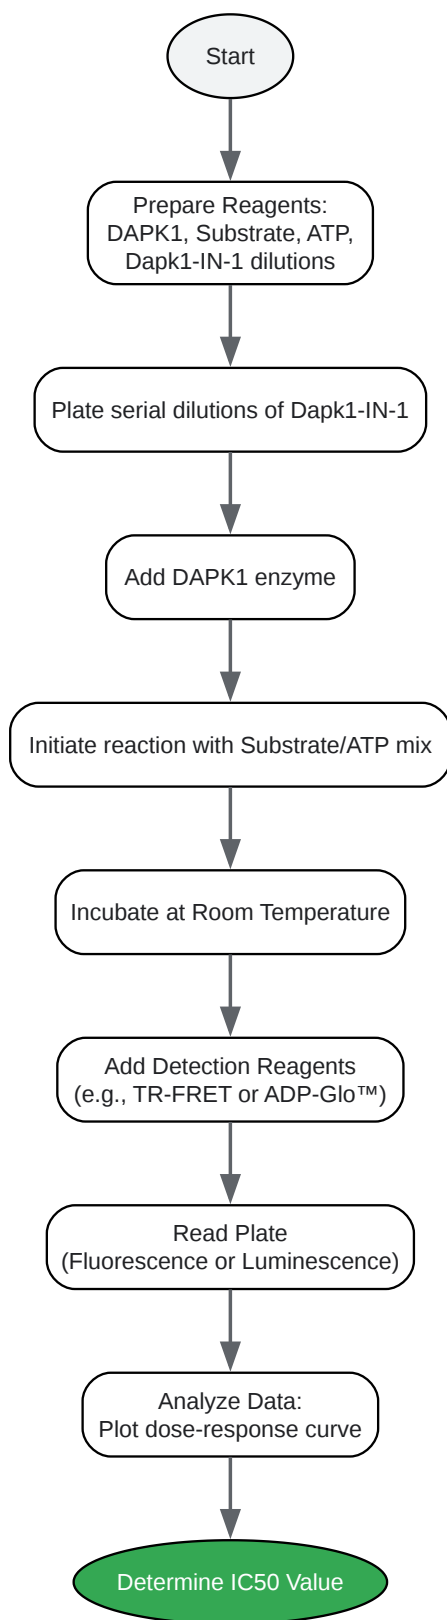 Start
Prepare Reagents:
DAPK1, Substrate, ATP,
Dapk1-IN-1 dilutions
Plate serial dilutions of Dapk1-IN-1
Add DAPK1 enzyme
Initiate reaction with Substrate/ATP mix
Incubate at Room Temperature
Add Detection Reagents
(e.g., TR-FRET or ADP-Glo™)
Read Plate
(Fluorescence or Luminescence)
Analyze Data:
Plot dose-response curve
Determine IC50 Value